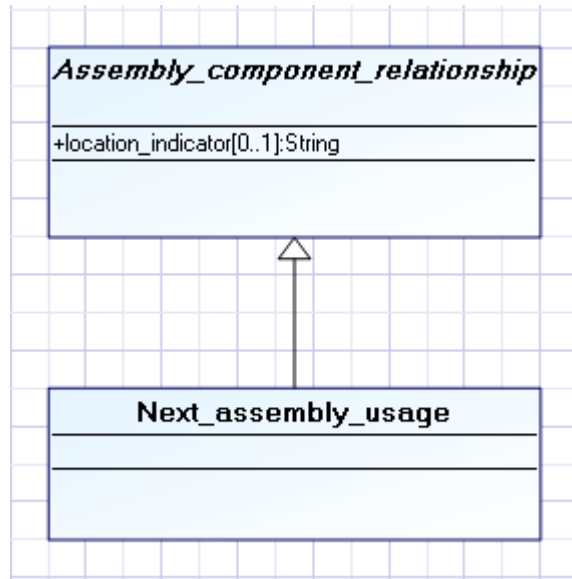 Assembly_component_relationship
+location_indicator[0..1]:String
Next_assembly_usage